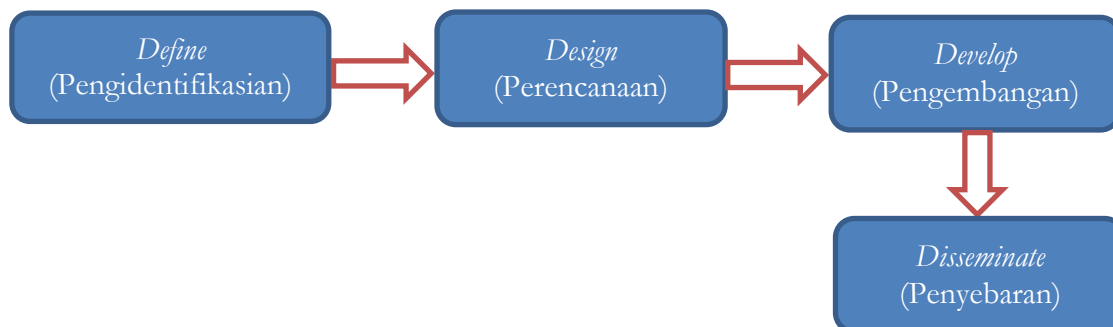 Define
(Pengidentifikasian)
Design
(Perencanaan)
Develop
(Pengembangan)
Disseminate
(Penyebaran)